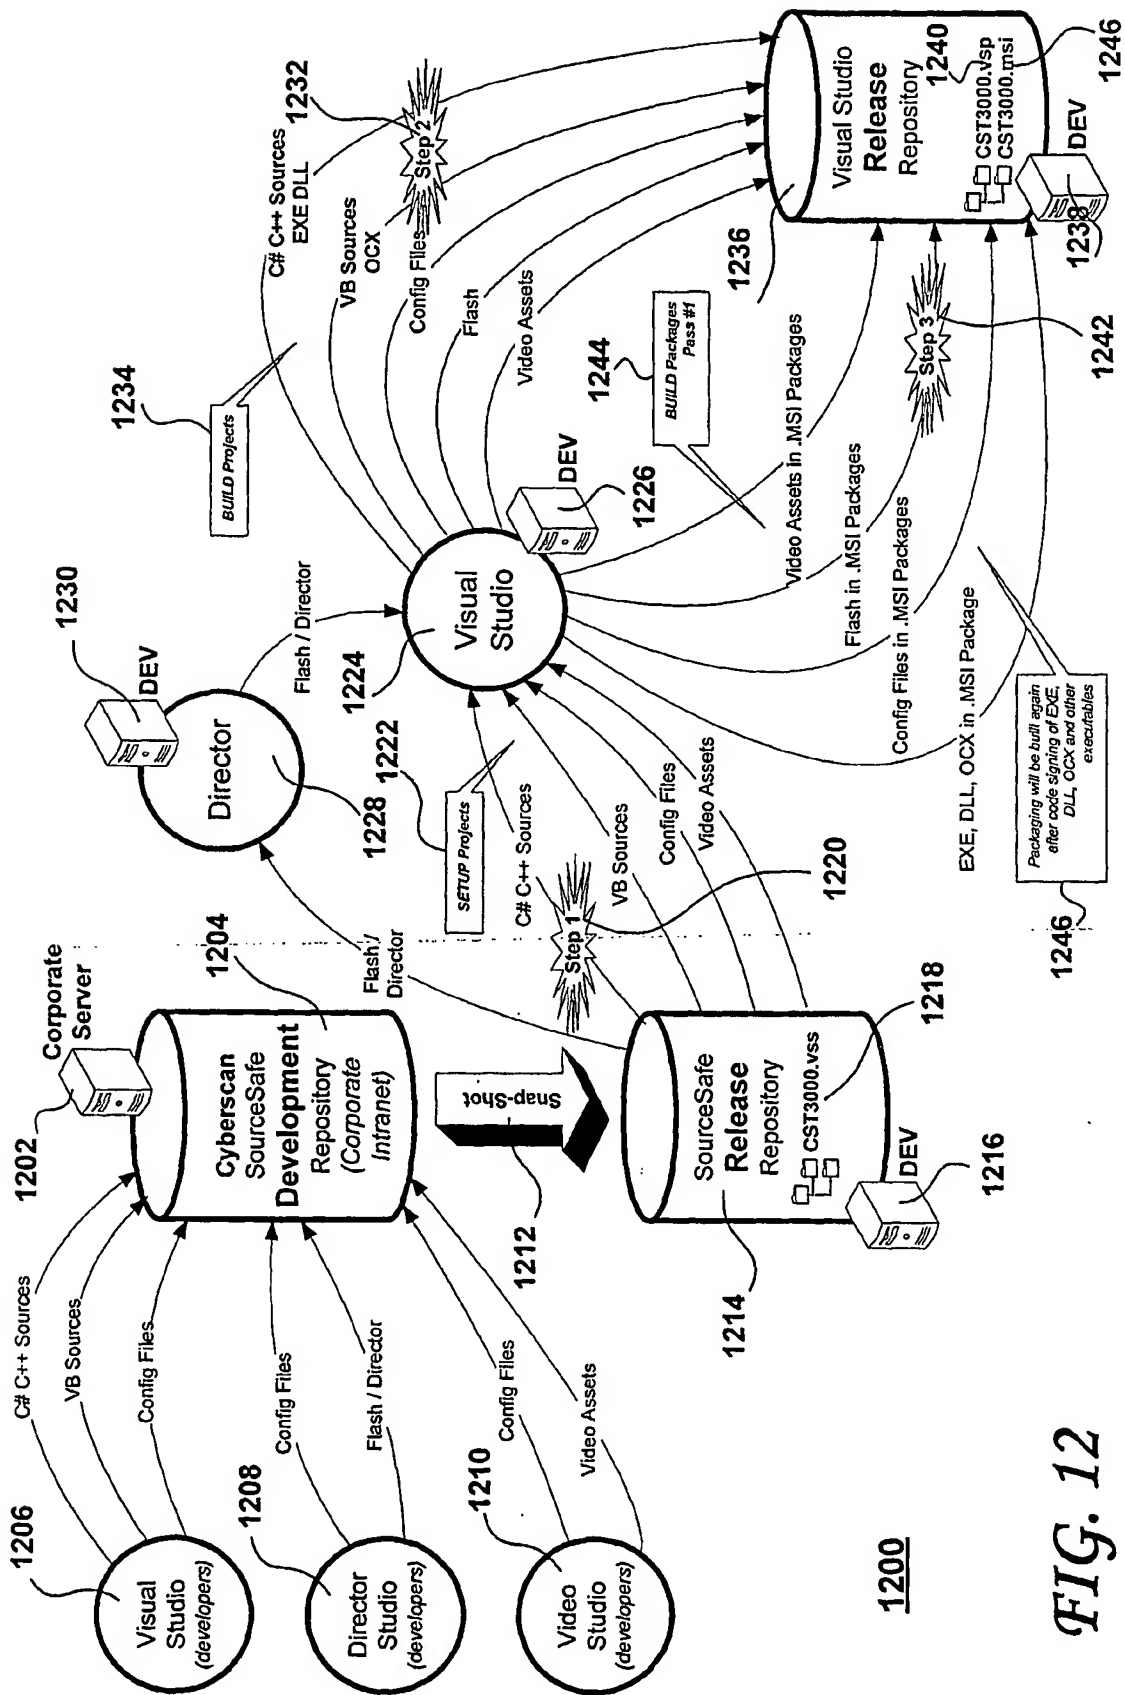 1202
Corporate
Server
1204
Cyberscan
SourceSafe
Development
Repository
(Corporate
Intranet)
1206
Visual
Studio
(developers)
C# C++ Sources
VB Sources
Config Files
1208
Director
Studio
(developers)
Config Files
Flash / Director
1210
Video
Studio
(developers)
Config Files
Video Assets
1212
Snap-Shot
1214
SourceSafe
Release
Repository
CST3000.vss
1218
DEV
1216
Flash /
Director
Step 1
1220
C# C++ Sources
VB Sources
Config Files
Video Assets
SETUP Projects
1222
Director
1228
DEV
1230
Flash / Director
Visual
Studio
1224
DEV
1226
BUILD Projects
1234
C# C++ Sources
EXE DLL
VB Sources
OCX
Config Files
Flash
Video Assets
Step 2
1232
BUILD Packages
Pass #1
1244
Video Assets in .MSI Packages
Flash in .MSI Packages
Config Files in .MSI Packages
EXE, DLL, OCX in .MSI Package
Step 3
1242
Packaging will be built again
after code signing of EXE,
DLL, OCX and other
executables
1246
1236
Visual Studio
Release
Repository
1240
CST3000.vsp
CST3000.msi
1246
DEV
1238
1200
FIG. 12